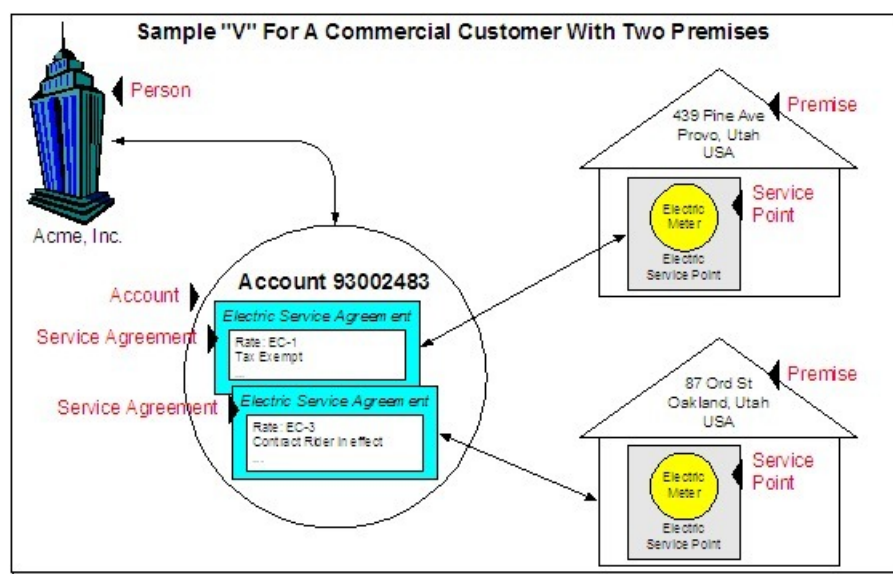 Sample "V" For A Commercial Customer With Two Premises
Person
Acme, Inc.
Account
Account 93002483
Service Agreement
Electric Service Agreement
Rate: EC-1
Tax Exempt
...
Service Agreement
Electric Service Agreement
Rate: EC-3
Contract Rider in effect
...
Premise
439 Pine Ave
Provo, Utah
USA
Service
Point
Electric
Meter
Electric
Service Point
Premise
87 Ord St
Oakland, Utah
USA
Service
Point
Electric
Meter
Electric
Service Point